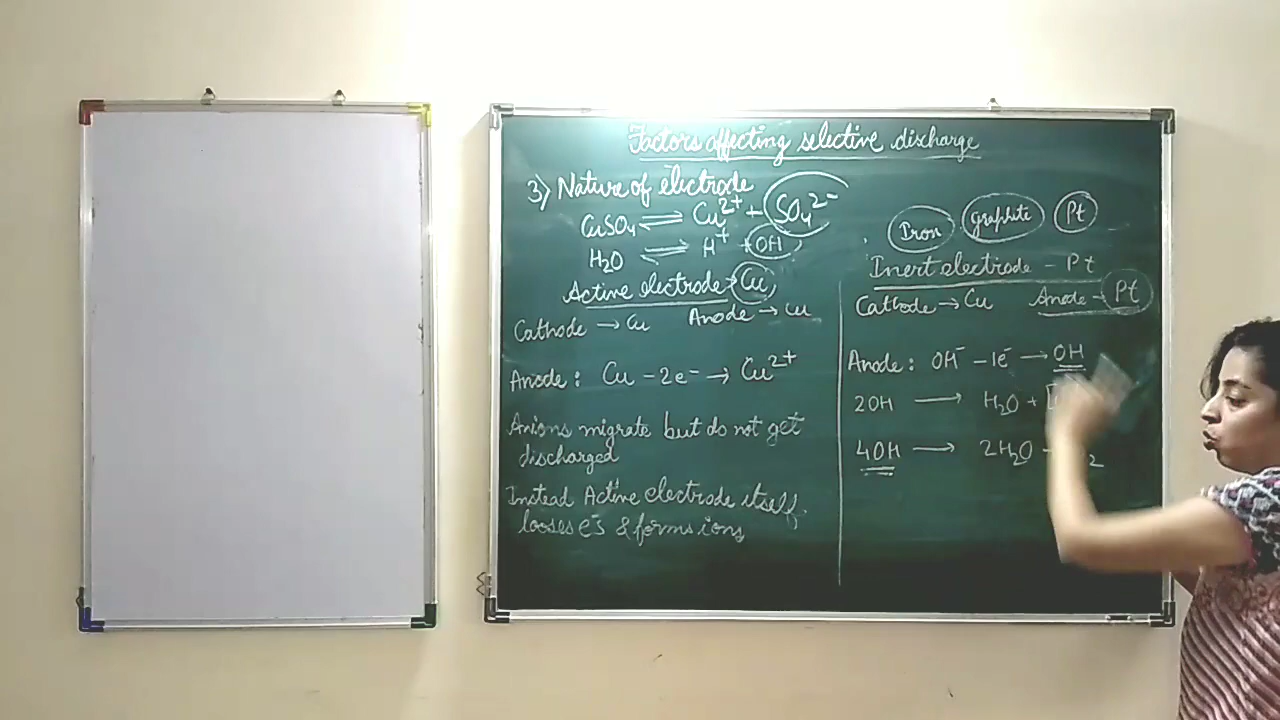 Factors affecting selective discharge
3) Nature of electrode
CuSO₄ ⇌ Cu²⁺ + SO₄²⁻
H₂O ⇌ H⁺ + OH
Active electrode → Cu
Cathode → Cu Anode → Cu
Anode : Cu - 2e⁻ → Cu²⁺
Anions migrate but do not get
discharged
Instead Active electrode itself
looses e⁻s & forms ions
Iron graphite Pt
Inert electrode - Pt
Cathode → Cu Anode → Pt
Anode : OH⁻ - 1e⁻ → OH
2OH → H₂O +
4OH → 2H₂O